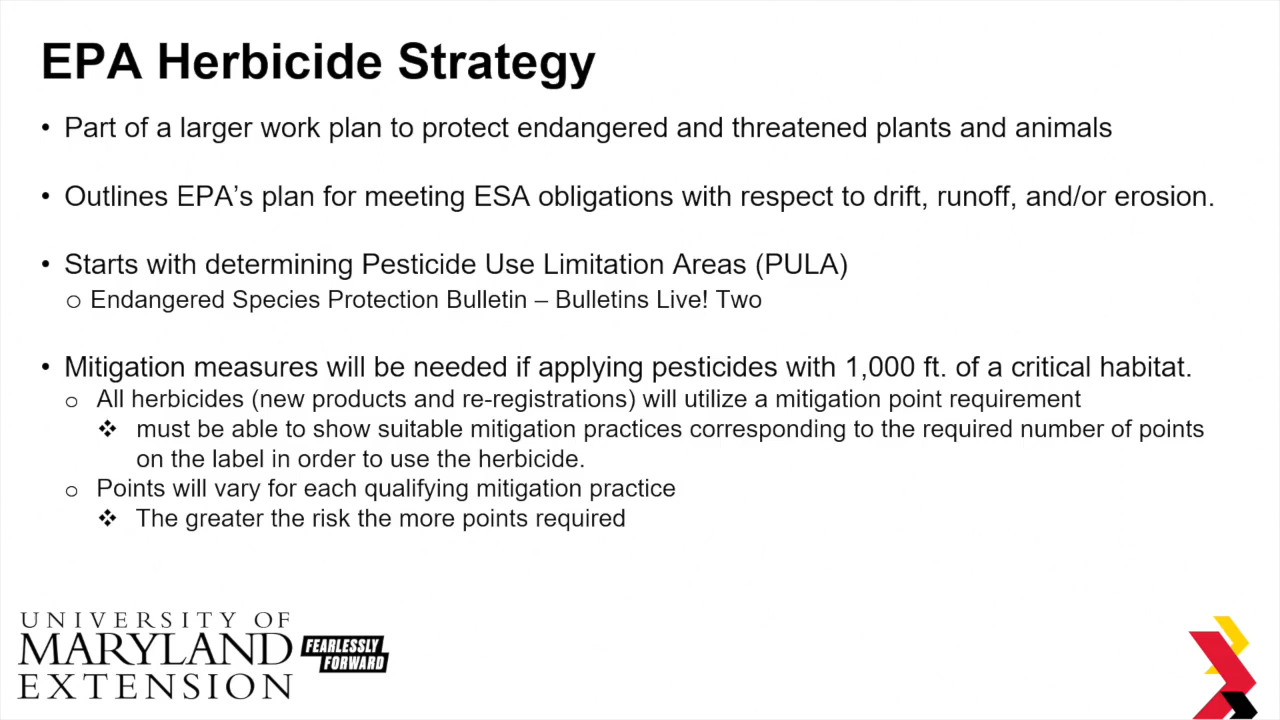 EPA Herbicide Strategy
• Part of a larger work plan to protect endangered and threatened plants and animals
• Outlines EPA’s plan for meeting ESA obligations with respect to drift, runoff, and/or erosion.
• Starts with determining Pesticide Use Limitation Areas (PULA)
o Endangered Species Protection Bulletin – Bulletins Live! Two
• Mitigation measures will be needed if applying pesticides with 1,000 ft. of a critical habitat.
o All herbicides (new products and re-registrations) will utilize a mitigation point requirement
❖ must be able to show suitable mitigation practices corresponding to the required number of points
on the label in order to use the herbicide.
o Points will vary for each qualifying mitigation practice
❖ The greater the risk the more points required
UNIVERSITY OF
MARYLAND
EXTENSION
FEARLESSLY
FORWARD